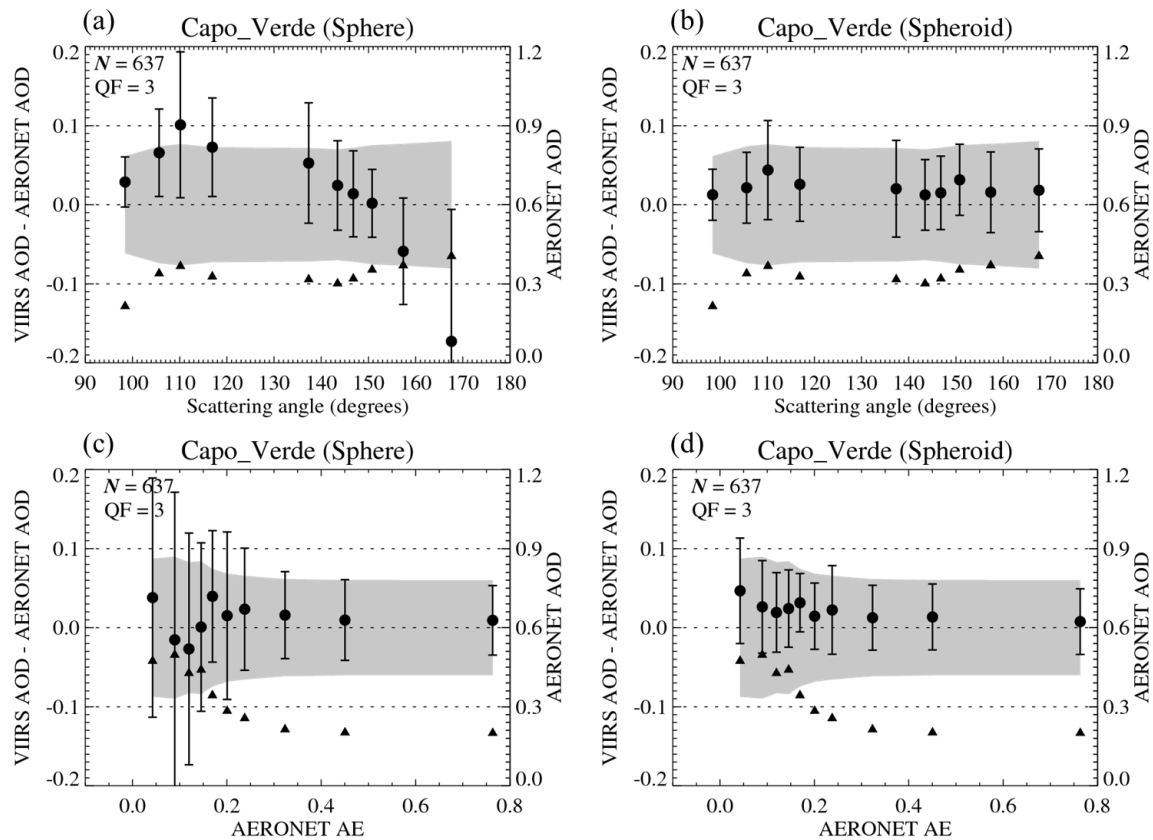 (a) Capo_Verde (Sphere)
0.2
0.1
0.0
-0.1
-0.2
VIIRS AOD - AERONET AOD
N = 637
QF = 3
1.2
0.9
0.6
0.3
0.0
AERONET AOD
90 100 110 120 130 140 150 160 170 180
Scattering angle (degrees)
(b) Capo_Verde (Spheroid)
0.2
0.1
0.0
-0.1
-0.2
VIIRS AOD - AERONET AOD
N = 637
QF = 3
1.2
0.9
0.6
0.3
0.0
AERONET AOD
90 100 110 120 130 140 150 160 170 180
Scattering angle (degrees)
(c) Capo_Verde (Sphere)
0.2
0.1
0.0
-0.1
-0.2
VIIRS AOD - AERONET AOD
N = 637
QF = 3
1.2
0.9
0.6
0.3
0.0
AERONET AOD
0.0 0.2 0.4 0.6 0.8
AERONET AE
(d) Capo_Verde (Spheroid)
0.2
0.1
0.0
-0.1
-0.2
VIIRS AOD - AERONET AOD
N = 637
QF = 3
1.2
0.9
0.6
0.3
0.0
AERONET AOD
0.0 0.2 0.4 0.6 0.8
AERONET AE